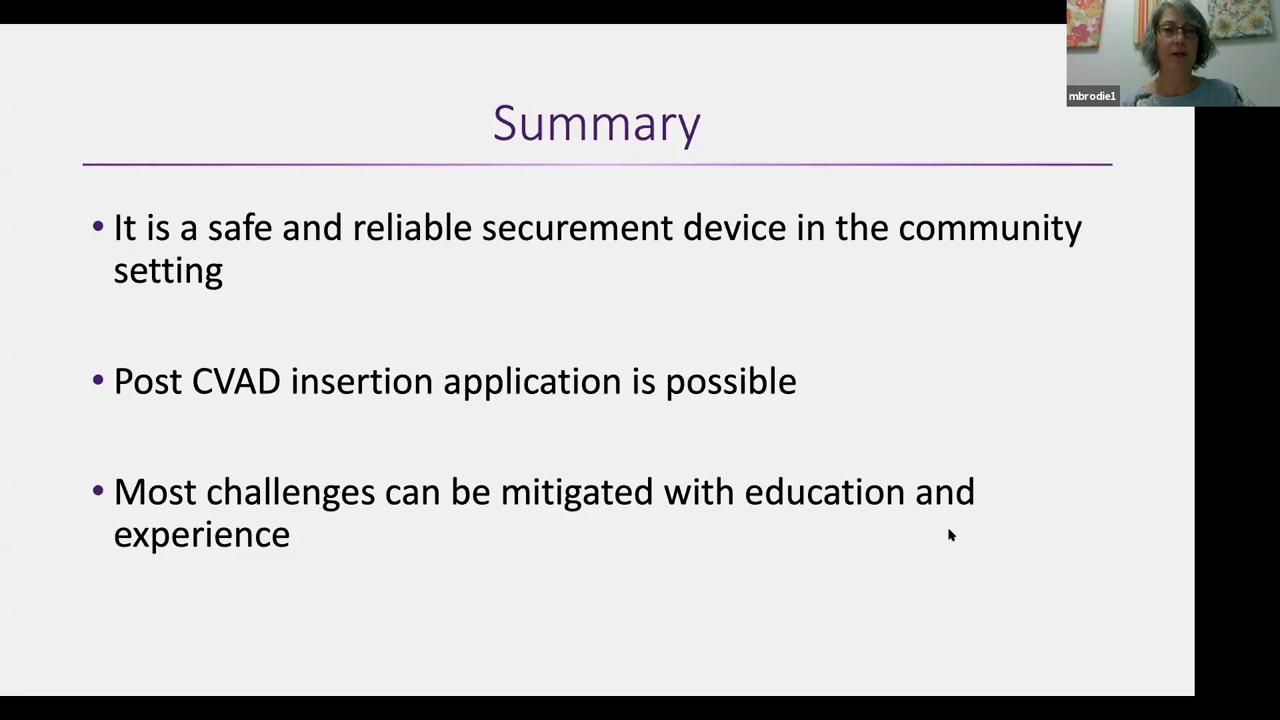 mbrodie1
Summary
• It is a safe and reliable securement device in the community
setting
• Post CVAD insertion application is possible
• Most challenges can be mitigated with education and
experience